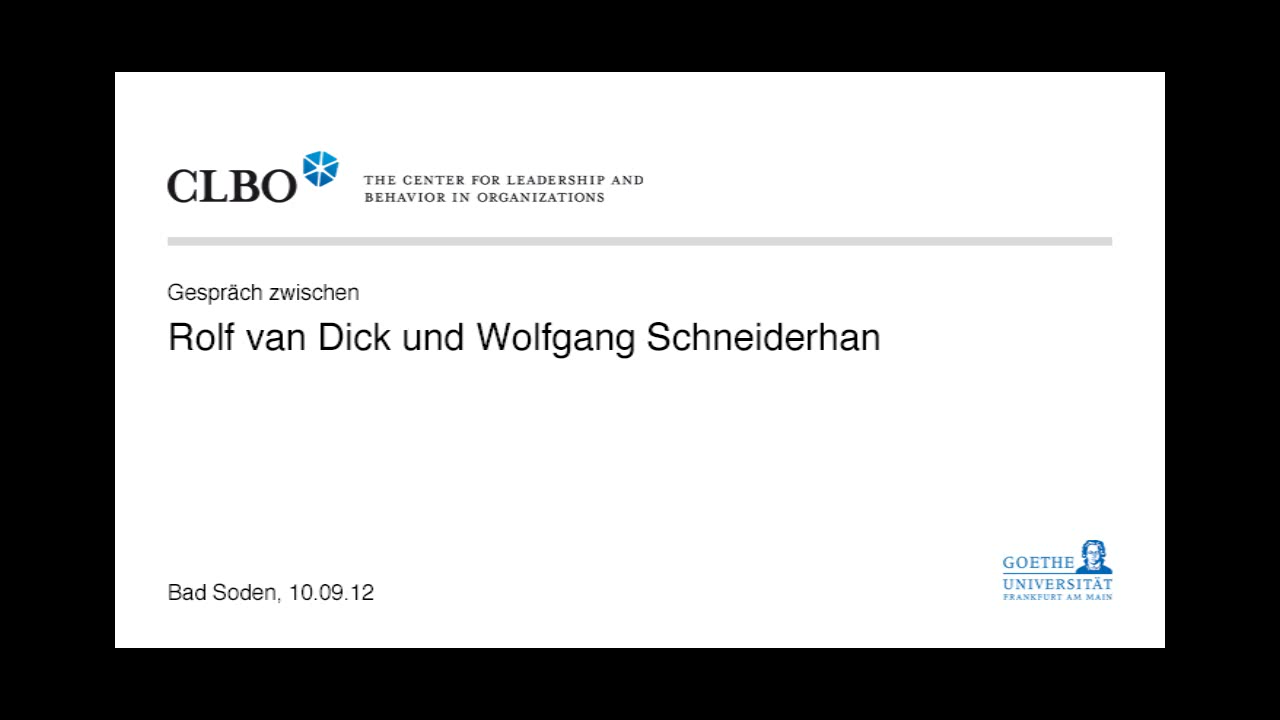 CLBO
THE CENTER FOR LEADERSHIP AND
BEHAVIOR IN ORGANIZATIONS
Gespräch zwischen
Rolf van Dick und Wolfgang Schneiderhan
Bad Soden, 10.09.12
GOETHE
UNIVERSITÄT
FRANKFURT AM MAIN